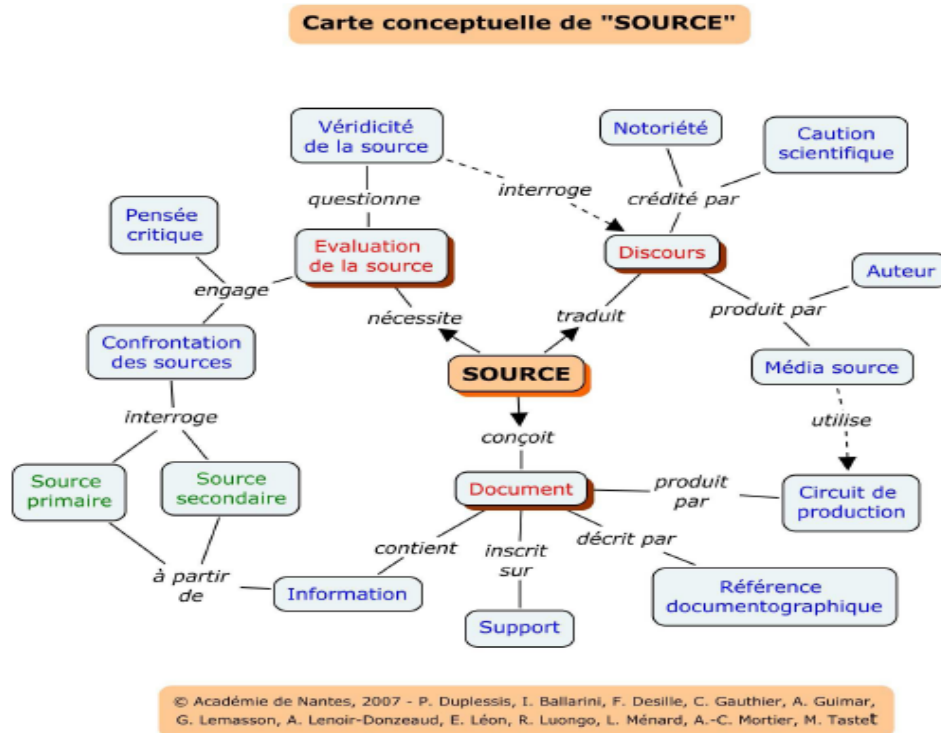 Carte conceptuelle de "SOURCE"
Véridicité
de la source
Notoriété
Caution
scientifique
interroge
questionne
crédité par
Pensée
critique
Evaluation
de la source
Discours
Auteur
engage
nécessite
traduit
produit par
Confrontation
des sources
SOURCE
Média source
interroge
utilise
conçoit
Source
primaire
Source
secondaire
Document
produit
par
Circuit de
production
contient
inscrit
sur
décrit par
à partir
de
Information
Référence
documentographique
Support
© Académie de Nantes, 2007 - P. Duplessis, I. Ballarini, F. Desille, C. Gauthier, A. Guimar,
G. Lemasson, A. Lenoir-Donzeaud, E. Léon, R. Luongo, L. Ménard, A.-C. Mortier, M. Tastet